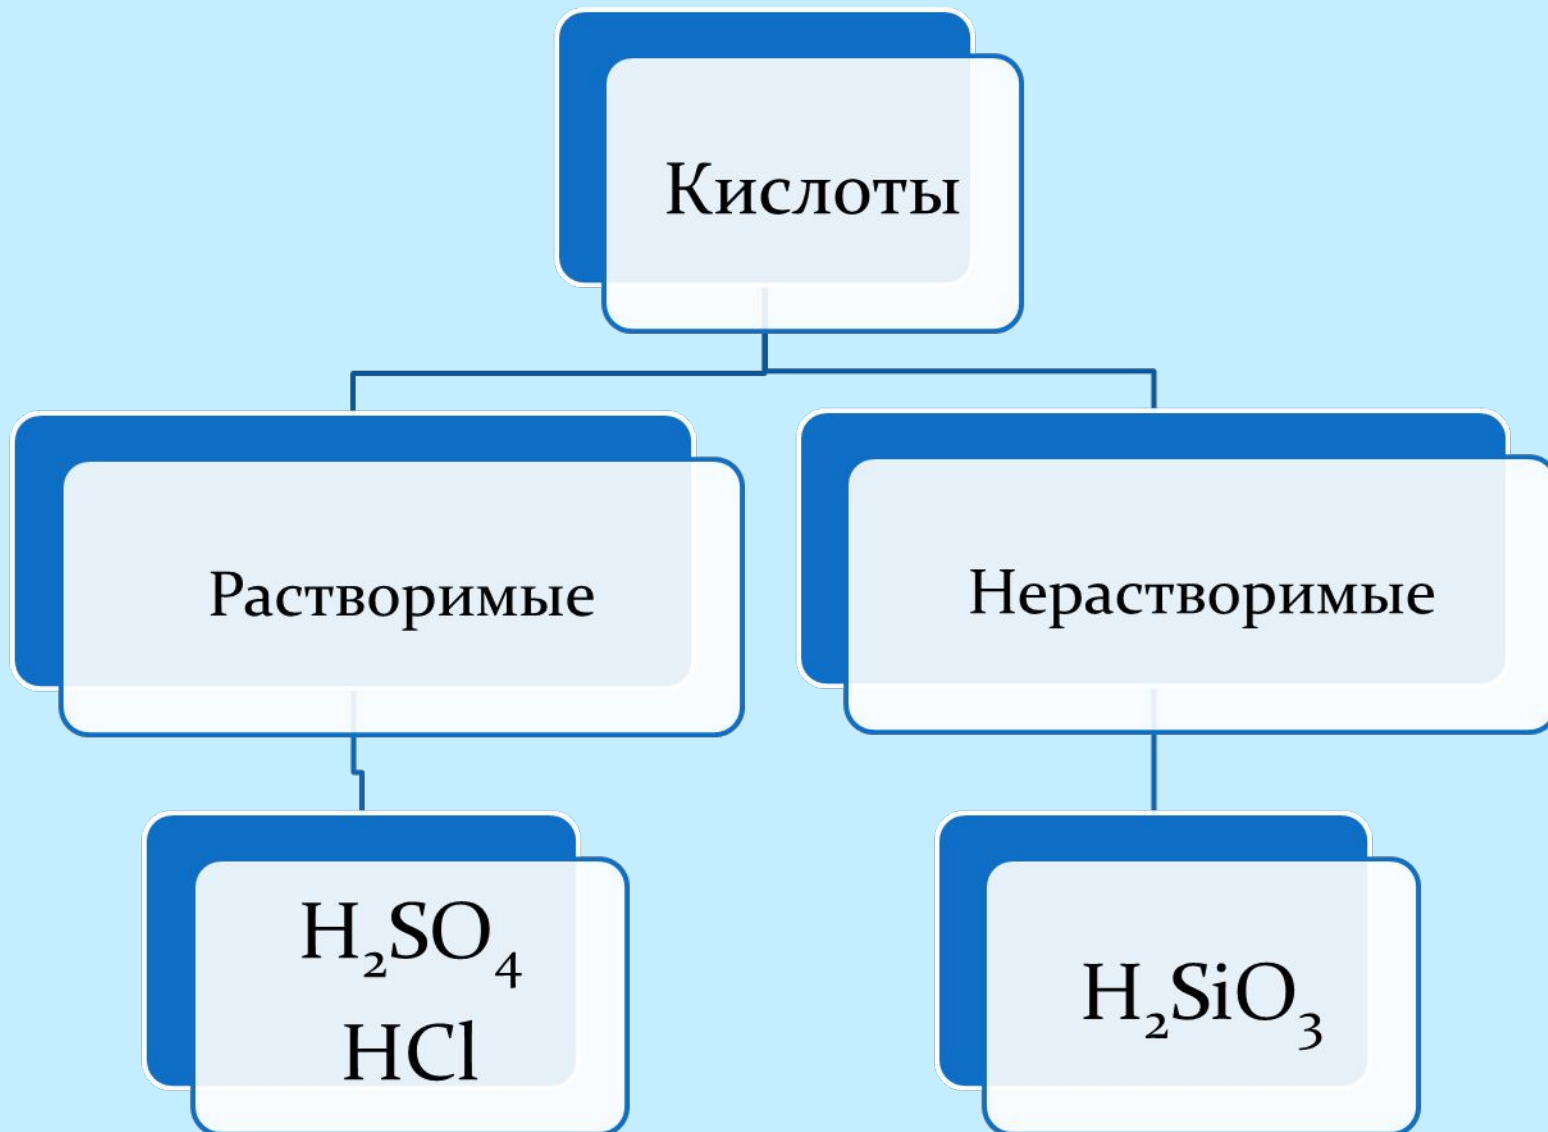 Кислоты
Растворимые
Нерастворимые
H₂SO₄
HCl
H₂SiO₃